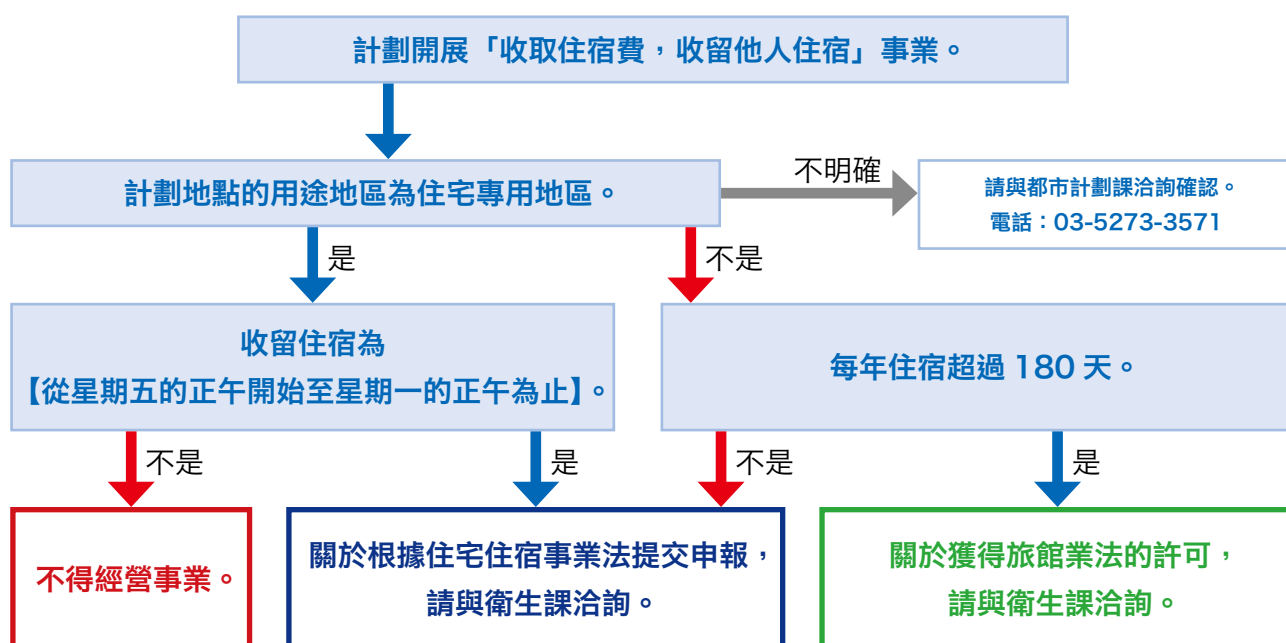 計劃開展「收取住宿費，收留他人住宿」事業。
計劃地點的用途地區為住宅專用地區。
不明確
請與都市計劃課洽詢確認。
電話：03-5273-3571
是
不是
收留住宿為
【從星期五的正午開始至星期一的正午為止】。
每年住宿超過 180 天。
不是
是
不是
是
不得經營事業。
關於根據住宅住宿事業法提交申報，
請與衛生課洽詢。
關於獲得旅館業法的許可，
請與衛生課洽詢。